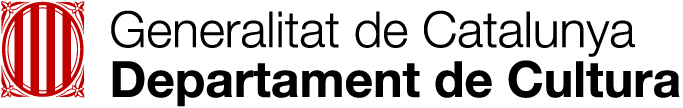 Generalitat de Catalunya
Departament de Cultura